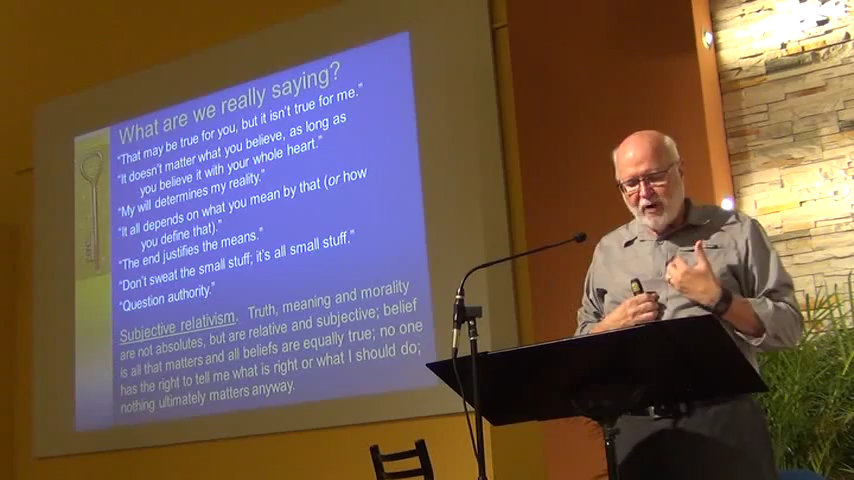 What are we really saying?
“That may be true for you, but it isn’t true for me.”
“It doesn’t matter what you believe, as long as
you believe it with your whole heart.”
“My will determines my reality.”
“It all depends on what you mean by that (or how
you define that).”
“The end justifies the means.”
“Don’t sweat the small stuff; it’s all small stuff.”
“Question authority.”
Subjective relativism. Truth, meaning and morality
are not absolutes, but are relative and subjective; belief
is all that matters and all beliefs are equally true; no one
has the right to tell me what is right or what I should do;
nothing ultimately matters anyway.